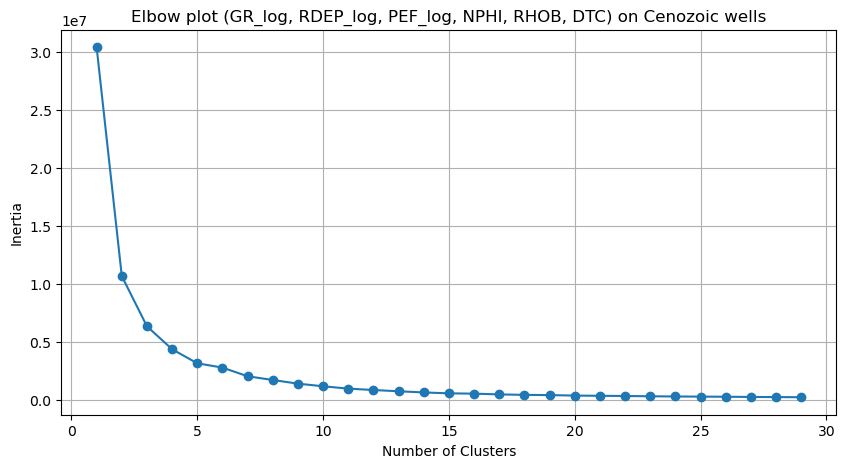 Elbow plot (GR_log, RDEP_log, PEF_log, NPHI, RHOB, DTC) on Cenozoic wells
1e7
3.0
2.5
2.0
1.5
1.0
0.5
0.0
Inertia
0 5 10 15 20 25 30
Number of Clusters